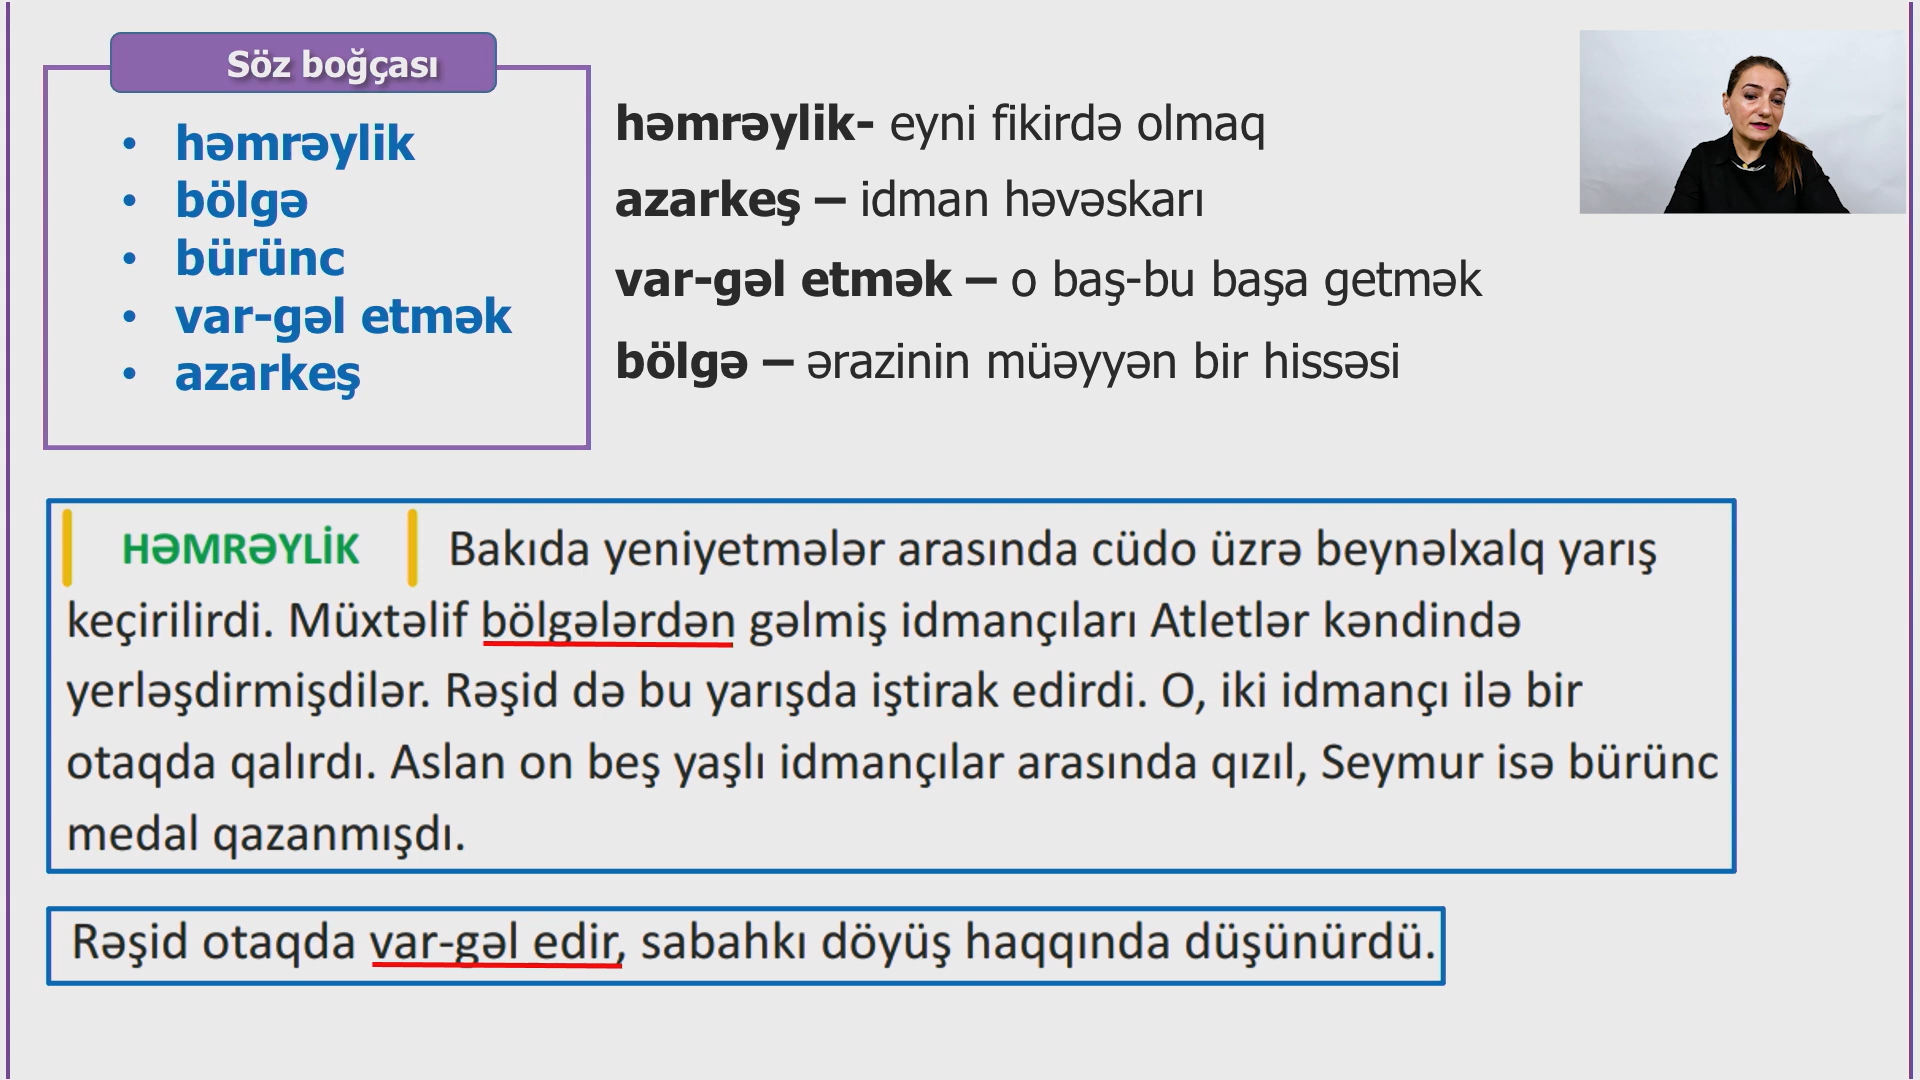 Söz boğçası
• həmrəylik
• bölgə
• bürünc
• var-gəl etmək
• azarkeş
həmrəylik- eyni fikirdə olmaq
azarkeş – idman həvəskarı
var-gəl etmək – o baş-bu başa getmək
bölgə – ərazinin müəyyən bir hissəsi
HƏMRƏYLİK Bakıda yeniyetmələr arasında cüdo üzrə beynəlxalq yarış
keçirilirdi. Müxtəlif bölgələrdən gəlmiş idmançıları Atletlər kəndində
yerləşdirmişdilər. Rəşid də bu yarışda iştirak edirdi. O, iki idmançı ilə bir
otaqda qalırdı. Aslan on beş yaşlı idmançılar arasında qızıl, Seymur isə bürünc
medal qazanmışdı.
Rəşid otaqda var-gəl edir, sabahkı döyüş haqqında düşünürdü.